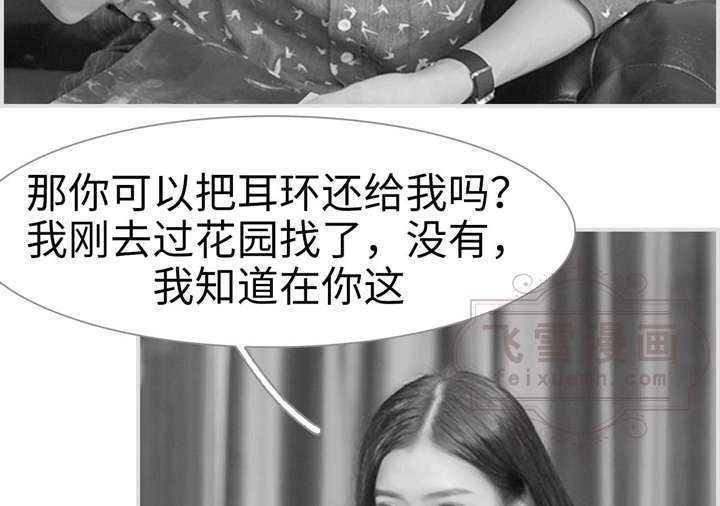 那你可以把耳环还给我吗？
我刚去过花园找了，没有，
我知道在你这
飞雪漫画
feixuemh.com